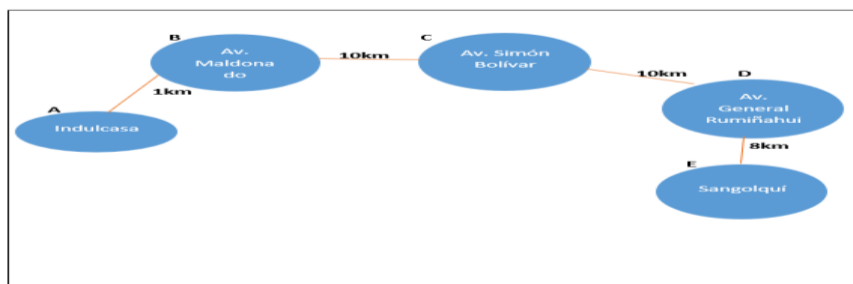 B
Av.
Maldona
do
10km
C
Av. Simón
Bolívar
10km
D
Av.
General
Rumiñahui
1km
A
Indulcasa
8km
E
Sangolquí